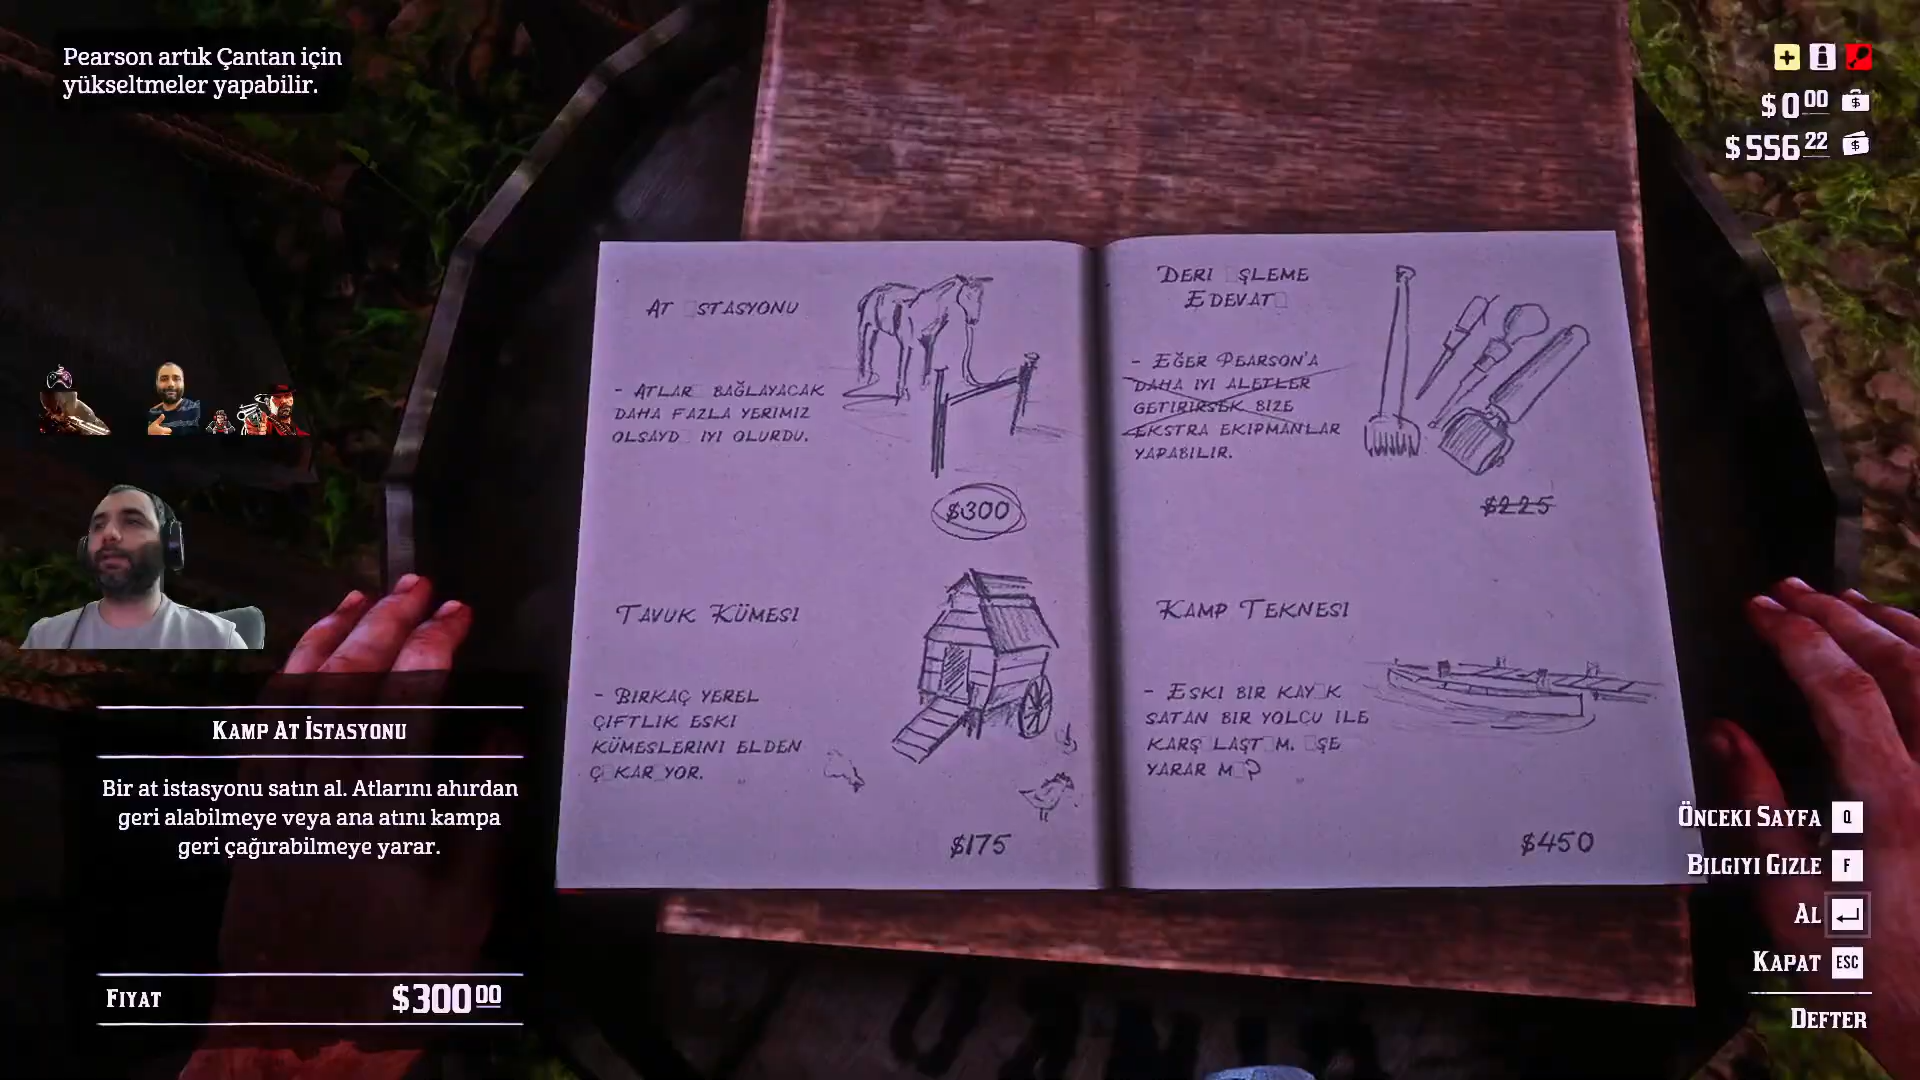 Pearson artık Çantan için
yükseltmeler yapabilir.
$000
$55622
AT STASYONU
- ATLAR BAĞLAYACAK
DAHA FAZLA YERIMIZ
OLSAYD IYI OLURDU.
$300
TAVUK KÜMESI
- BIRKAÇ YEREL
ÇIFTLIK ESKI
KÜMESLERINI ELDEN
Ç KAR YOR.
$175
DERI ŞLEME
EDEVAT
- EĞER PEARSON'A
DAHA IYI ALETLER
GETIRIRSEK BIZE
EKSTRA EKIPMANLAR
YAPABILIR.
$225
KAMP TEKNESI
- ESKI BIR KAY K
SATAN BIR YOLCU ILE
KARŞ LAŞT M. ŞE
YARAR M ?
$450
KAMP AT İSTASYONU
Bir at istasyonu satın al. Atlarını ahırdan
geri alabilmeye veya ana atını kampa
geri çağırabilmeye yarar.
FIYAT $30000
ÖNCEKI SAYFA Q
BILGIYI GIZLE F
AL
KAPAT ESC
DEFTER